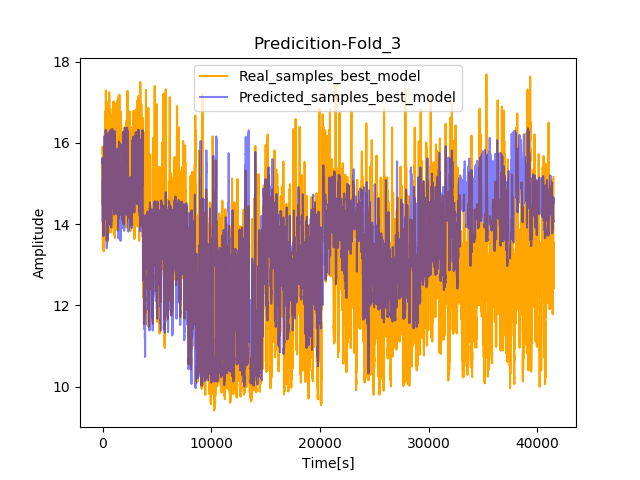 Predicition-Fold_3
Real_samples_best_model
Predicted_samples_best_model
18
16
14
12
10
Amplitude
0
10000
20000
30000
40000
Time[s]